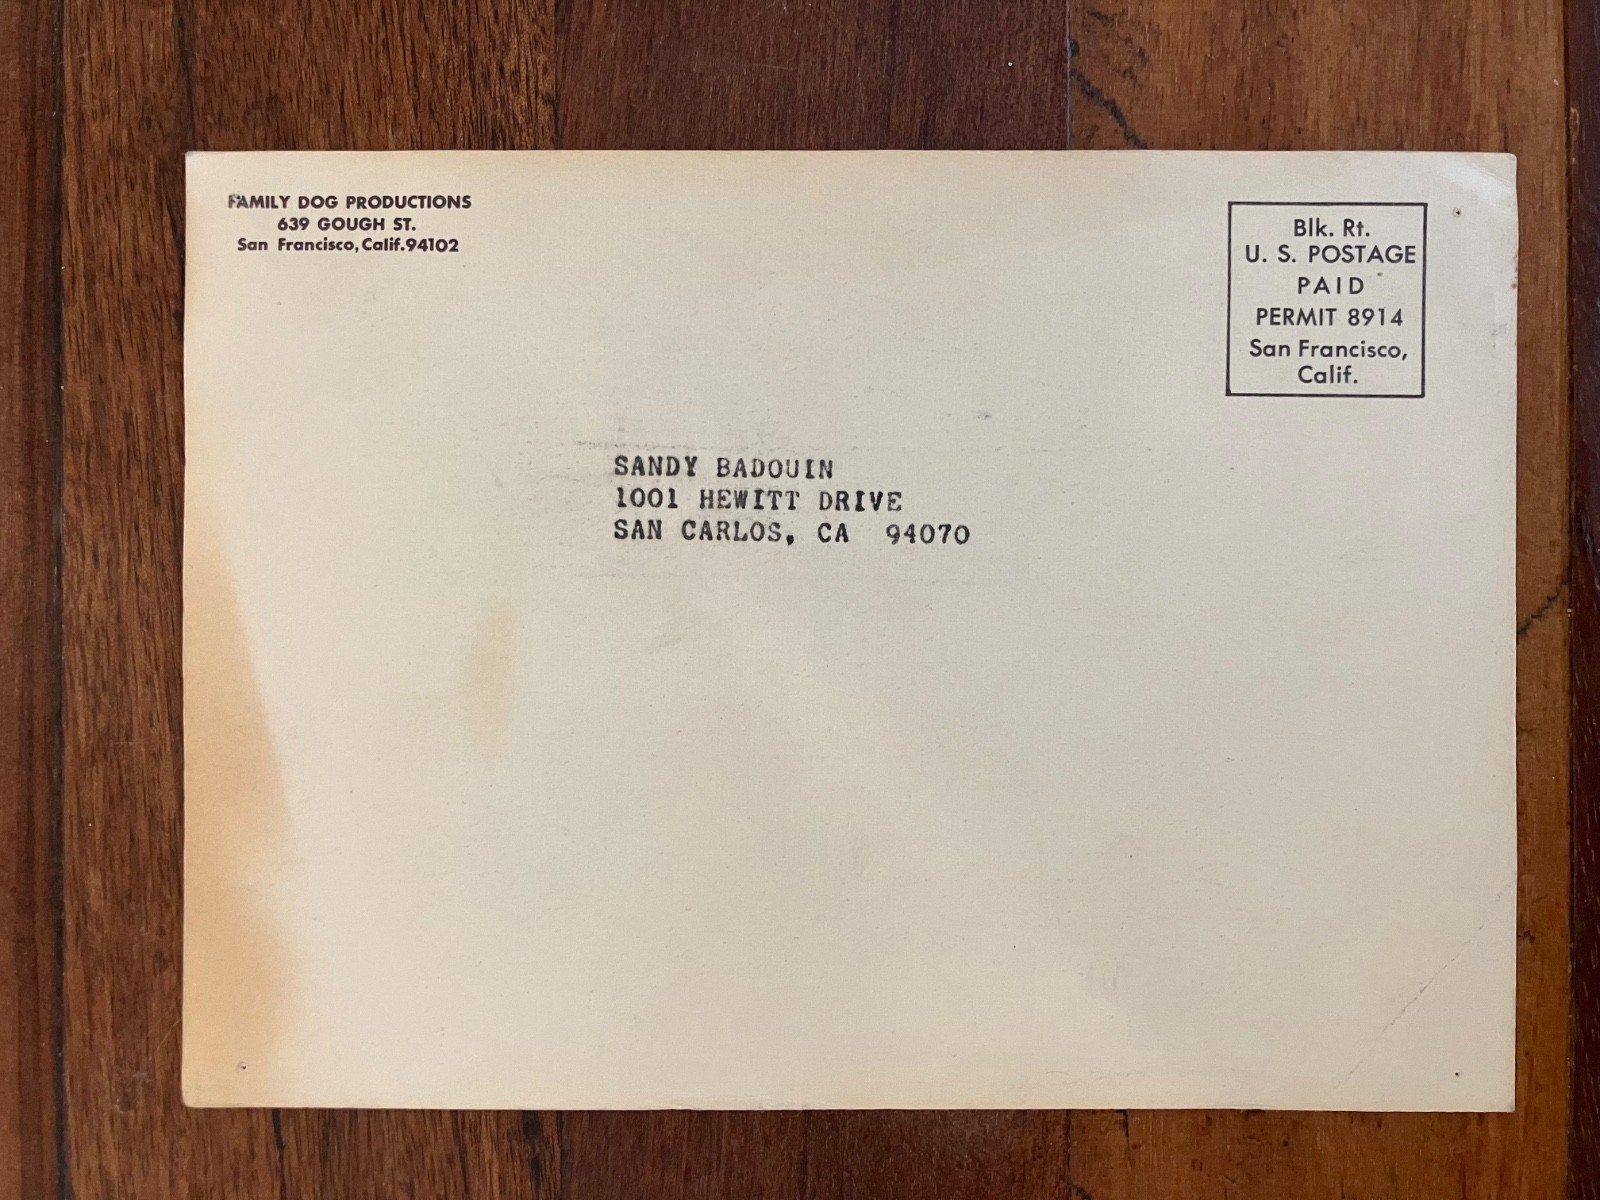 FAMILY DOG PRODUCTIONS
639 GOUGH ST.
San Francisco, Calif. 94102
Blk. Rt.
U. S. POSTAGE
PAID
PERMIT 8914
San Francisco,
Calif.
SANDY BADOUIN
1001 HEWITT DRIVE
SAN CARLOS, CA 94070